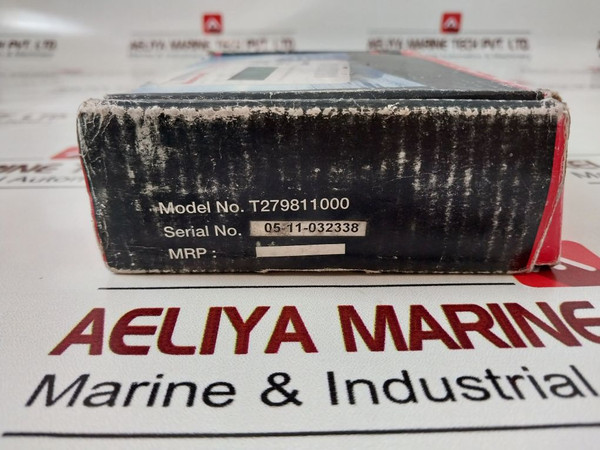 AELIYA MARINE TECH PVT. LTD.
AELIYA MARINE TECH PVT. LTD.
Model No. T279811000
Serial No. 05-11-032338
MRP :
AELIYA MARINE
Marine & Industrial